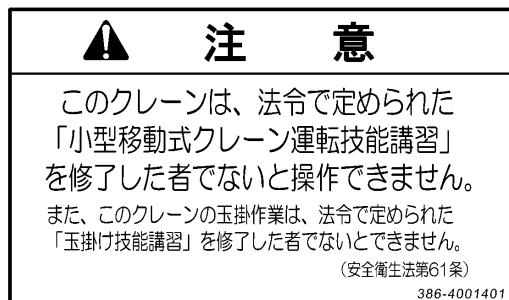 注意
このクレーンは、法令で定められた
「小型移動式クレーン運転技能講習」
を修了した者でないと操作できません。
また、このクレーンの玉掛作業は、法令で定められた
「玉掛け技能講習」を修了した者でないとできません。
(安全衛生法第61条)
386-4001401